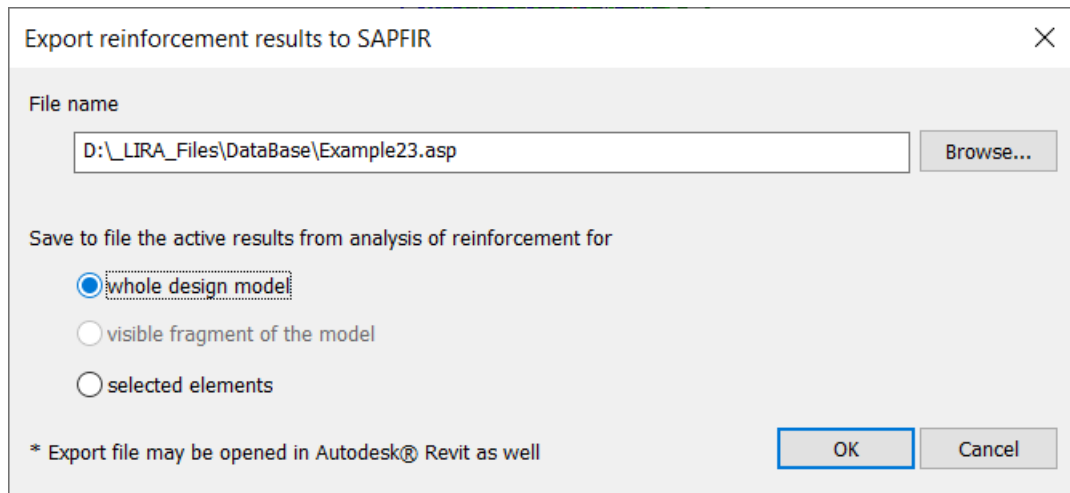 Export reinforcement results to SAPFIR
File name
D:\_LIRA_Files\DataBase\Example23.asp
Browse...
Save to file the active results from analysis of reinforcement for
whole design model
visible fragment of the model
selected elements
* Export file may be opened in Autodesk® Revit as well
OK
Cancel